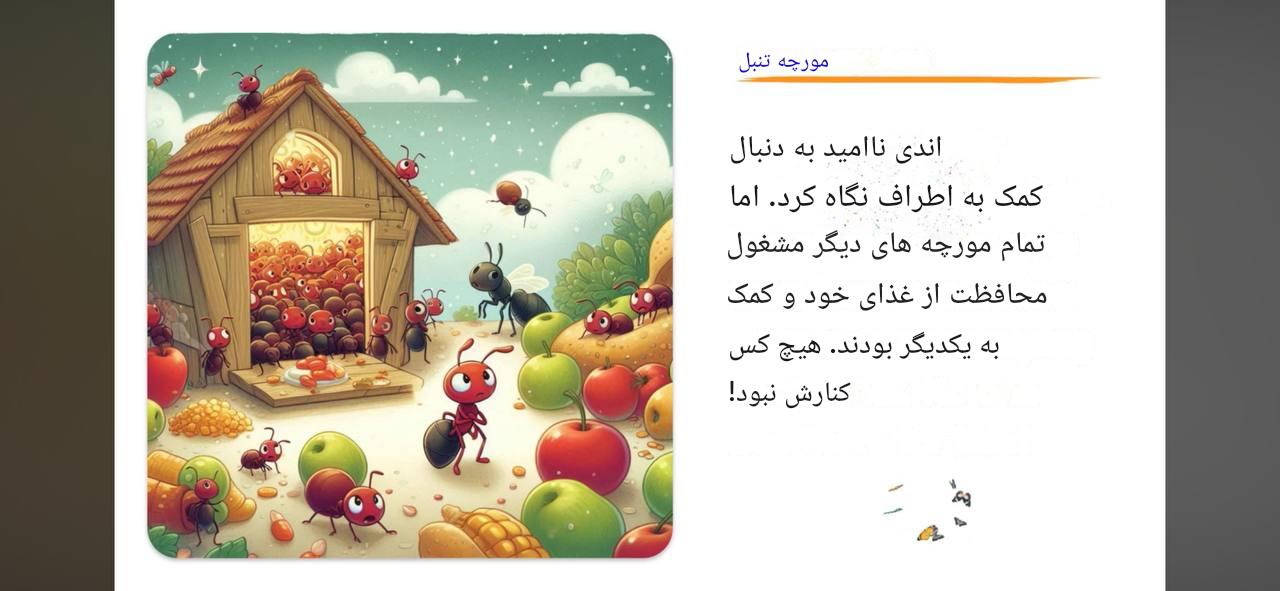 مورچه تنبل
اندی ناامید به دنبال
کمک به اطراف نگاه کرد. اما
تمام مورچه های دیگر مشغول
محافظت از غذای خود و کمک
به یکدیگر بودند. هیچ کس
کنارش نبود!